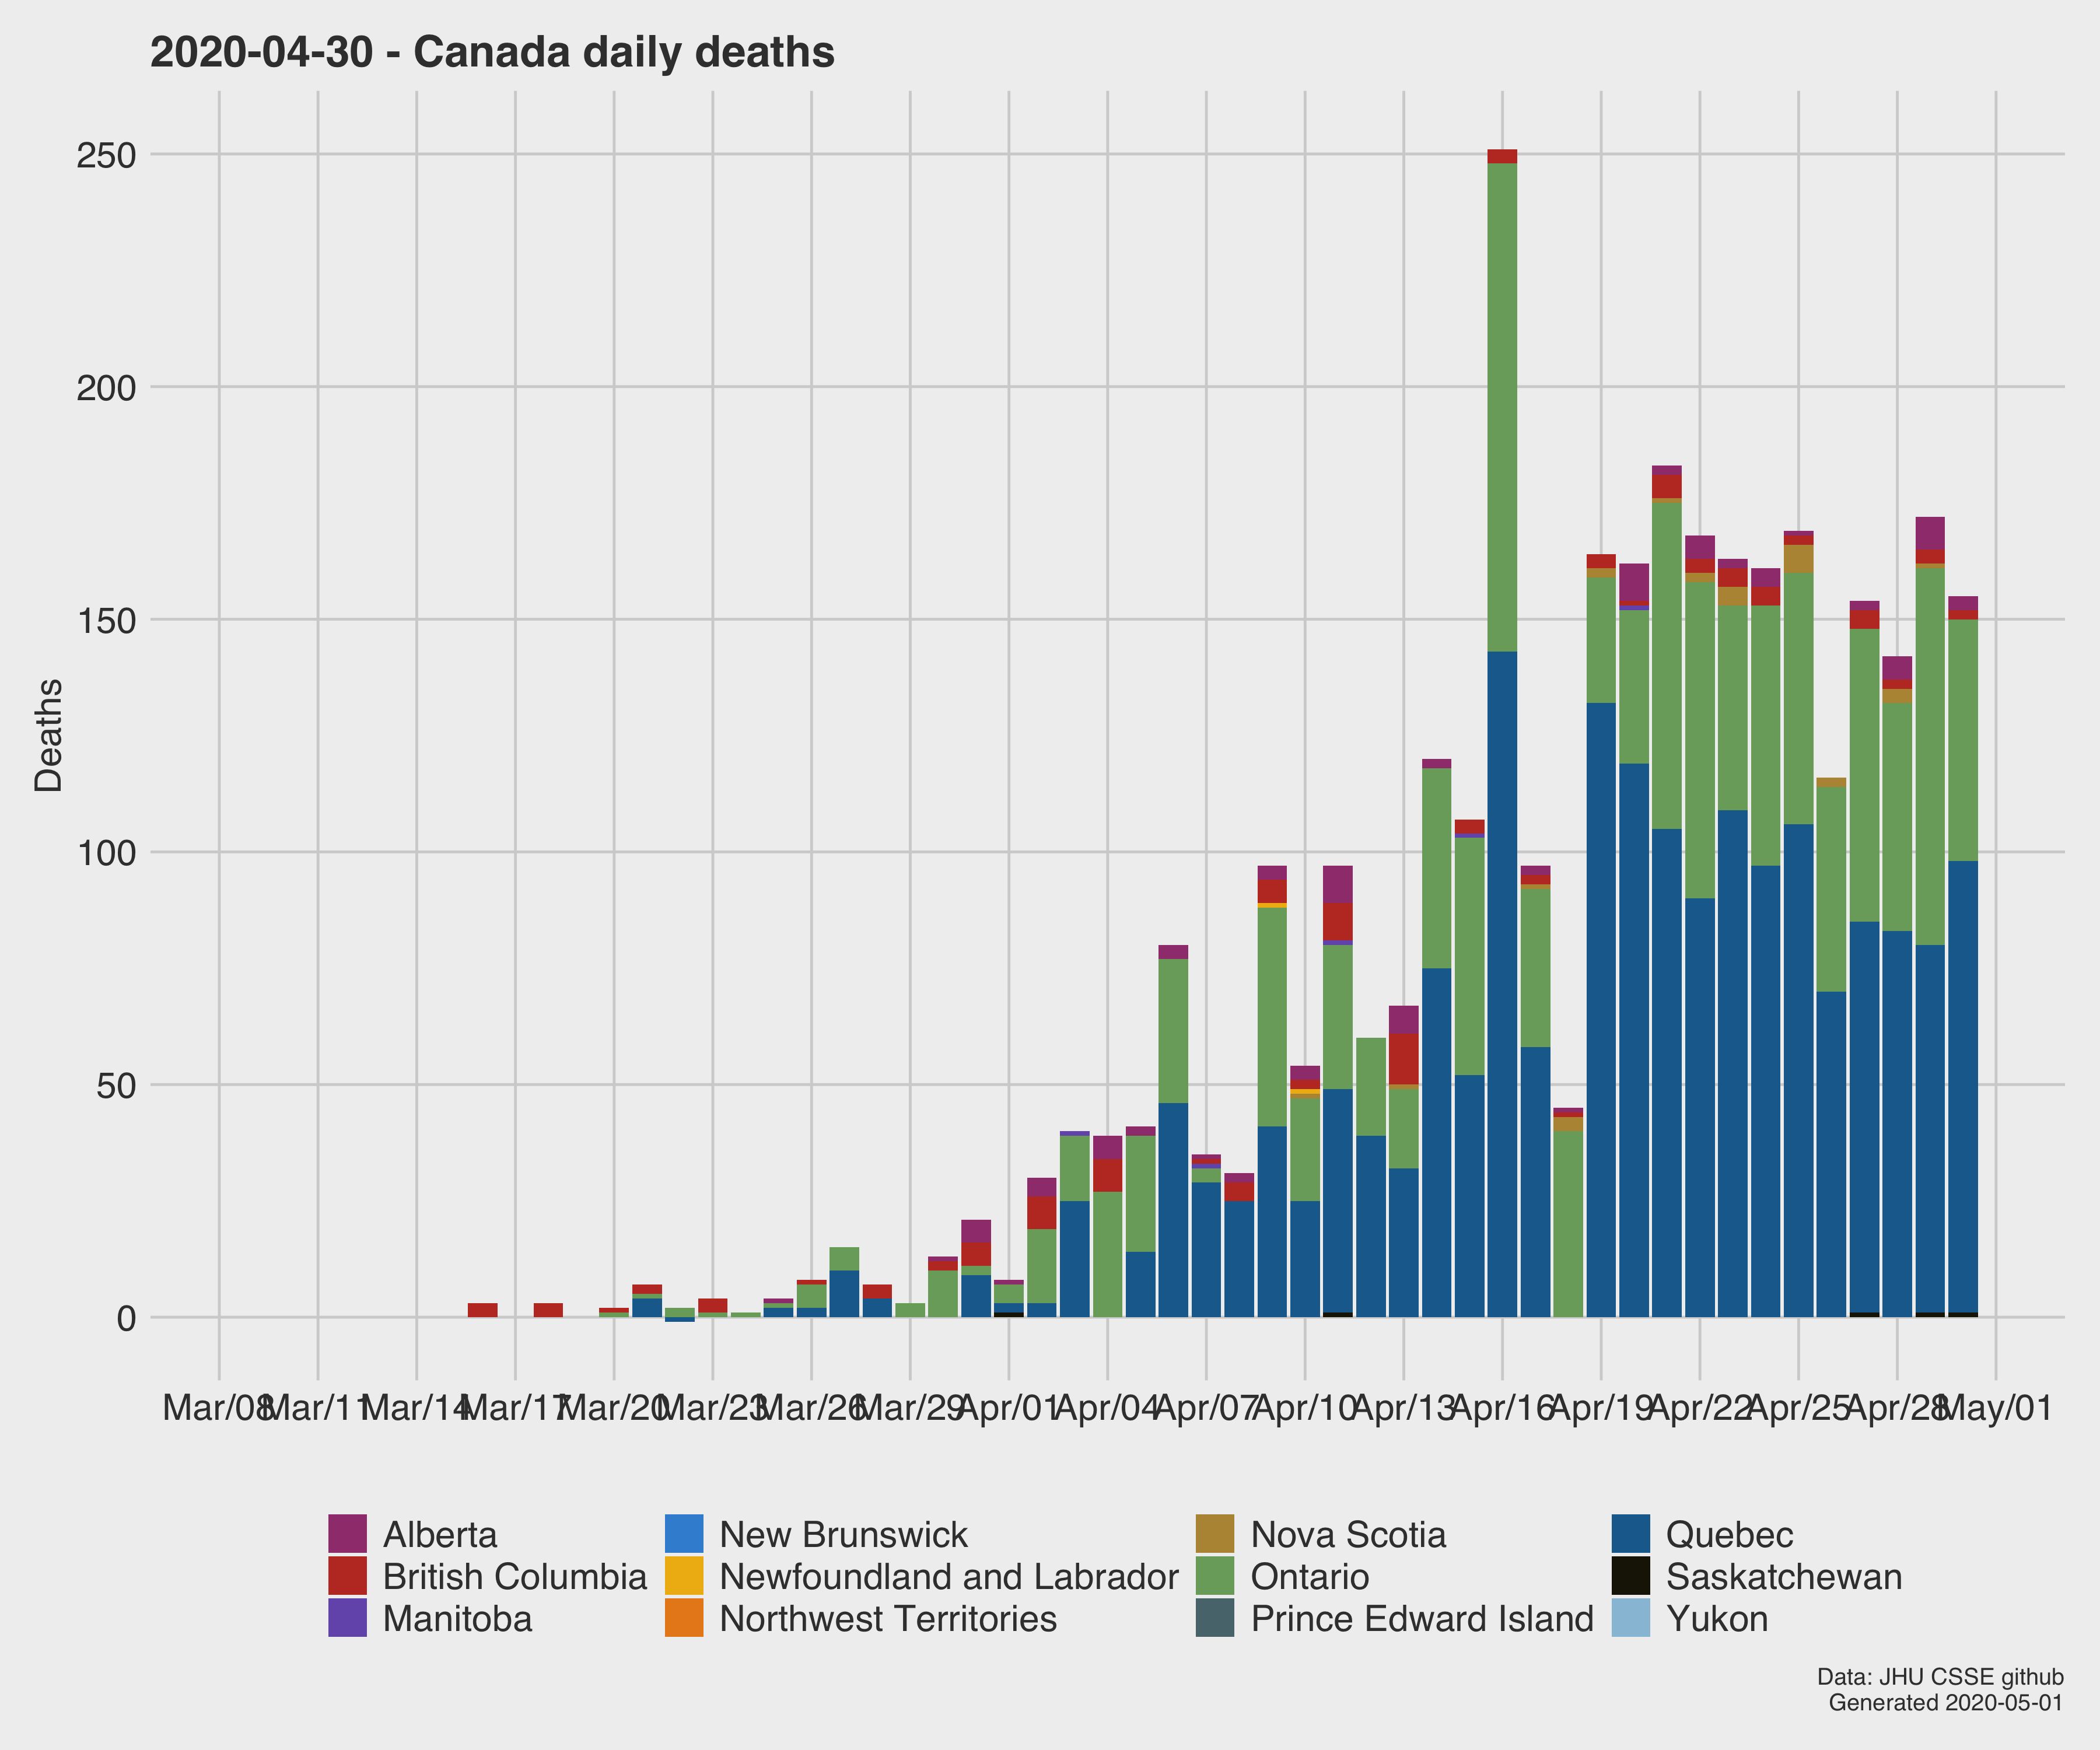 2020-04-30 - Canada daily deaths
250
200
150
100
50
0
Deaths
Mar/08 Mar/11 Mar/14 Mar/17 Mar/20 Mar/23 Mar/26 Mar/29 Apr/01 Apr/04 Apr/07 Apr/10 Apr/13 Apr/16 Apr/19 Apr/22 Apr/25 Apr/28 May/01
Alberta New Brunswick Nova Scotia Quebec
British Columbia Newfoundland and Labrador Ontario Saskatchewan
Manitoba Northwest Territories Prince Edward Island Yukon
Data: JHU CSSE github
Generated 2020-05-01